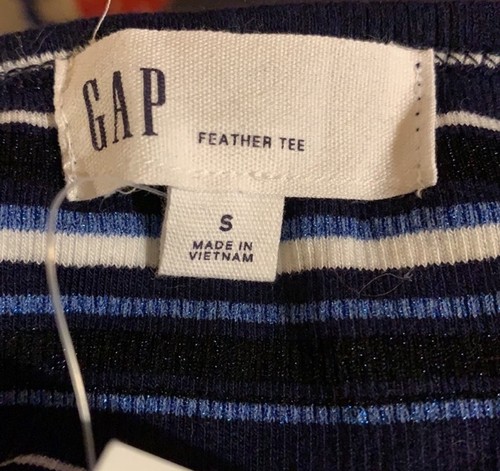 GAP
FEATHER TEE
S
MADE IN
VIETNAM